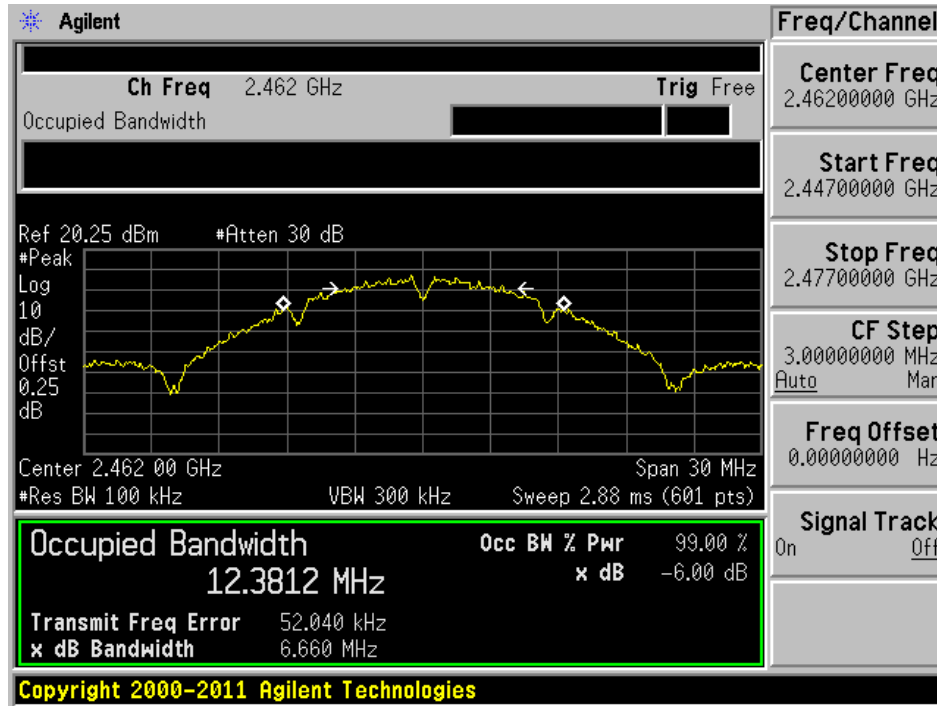 Agilent
Freq/Channel
Ch Freq 2.462 GHz Trig Free
Occupied Bandwidth
Center Freq
2.46200000 GHz
Start Freq
2.44700000 GHz
Stop Freq
2.47700000 GHz
CF Step
3.00000000 MHz
Auto Man
Freq Offset
0.00000000 Hz
Signal Track
On Off
Ref 20.25 dBm #Atten 30 dB
#Peak
Log
10
dB/
Offst
0.25
dB
Center 2.462 00 GHz Span 30 MHz
#Res BW 100 kHz VBW 300 kHz Sweep 2.88 ms (601 pts)
Occupied Bandwidth Occ BW % Pwr 99.00 %
12.3812 MHz x dB -6.00 dB
Transmit Freq Error 52.040 kHz
x dB Bandwidth 6.660 MHz
Copyright 2000-2011 Agilent Technologies